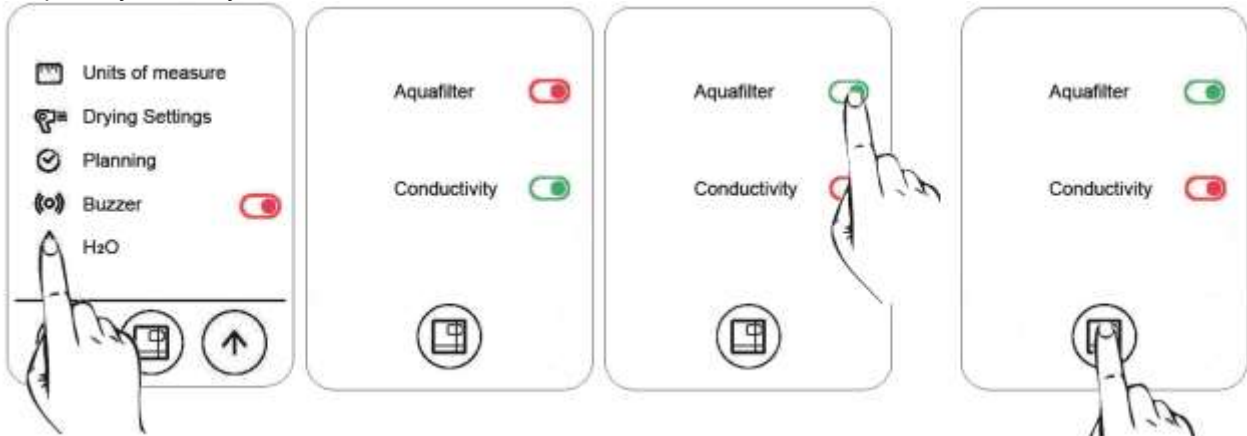 Units of measure
Drying Settings
Planning
Buzzer
H₂O
Aquafilter
Conductivity
Aquafilter
Conductivity
Aquafilter
Conductivity